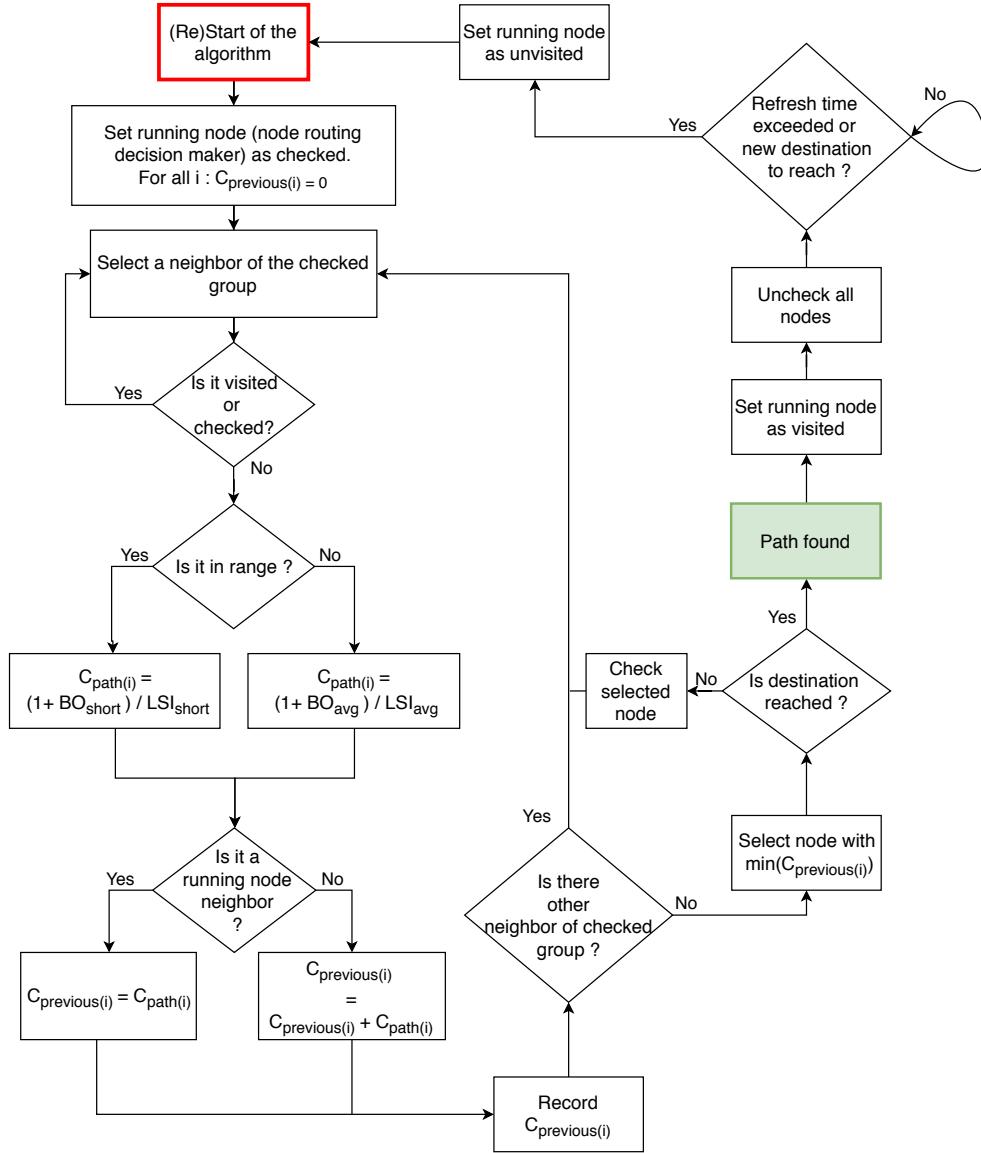 (Re)Start of the
algorithm
Set running node
as unvisited
Refresh time
exceeded or
new destination
to reach ?
Yes
No
Set running node (node routing
decision maker) as checked.
For all i : Cprevious(i) = 0
Select a neighbor of the checked
group
Uncheck all
nodes
Is it visited
or
checked?
Yes
No
Set running node
as visited
Is it in range ?
Yes
No
Path found
Yes
Cpath(i) =
(1+ BOshort ) / LSIshort
Cpath(i) =
(1+ BOavg ) / LSIavg
Check
selected
node
No
Is destination
reached ?
Is it a
running node
neighbor
?
Yes
No
Yes
Select node with
min(Cprevious(i))
Is there
other
neighbor of checked
group ?
No
Cprevious(i) = Cpath(i)
Cprevious(i)
=
Cprevious(i) + Cpath(i)
Record
Cprevious(i)